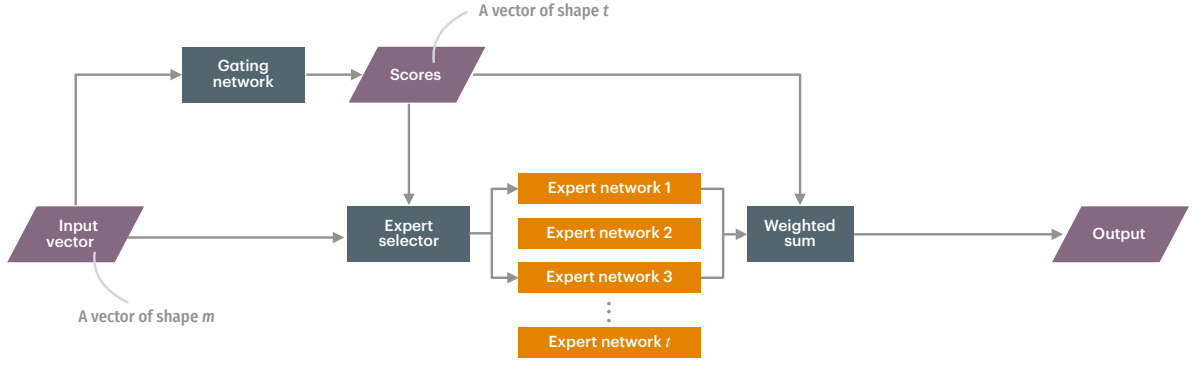 A vector of shape t
Gating
network
Scores
Input
vector
A vector of shape m
Expert
selector
Expert network 1
Expert network 2
Expert network 3
Expert network t
Weighted
sum
Output